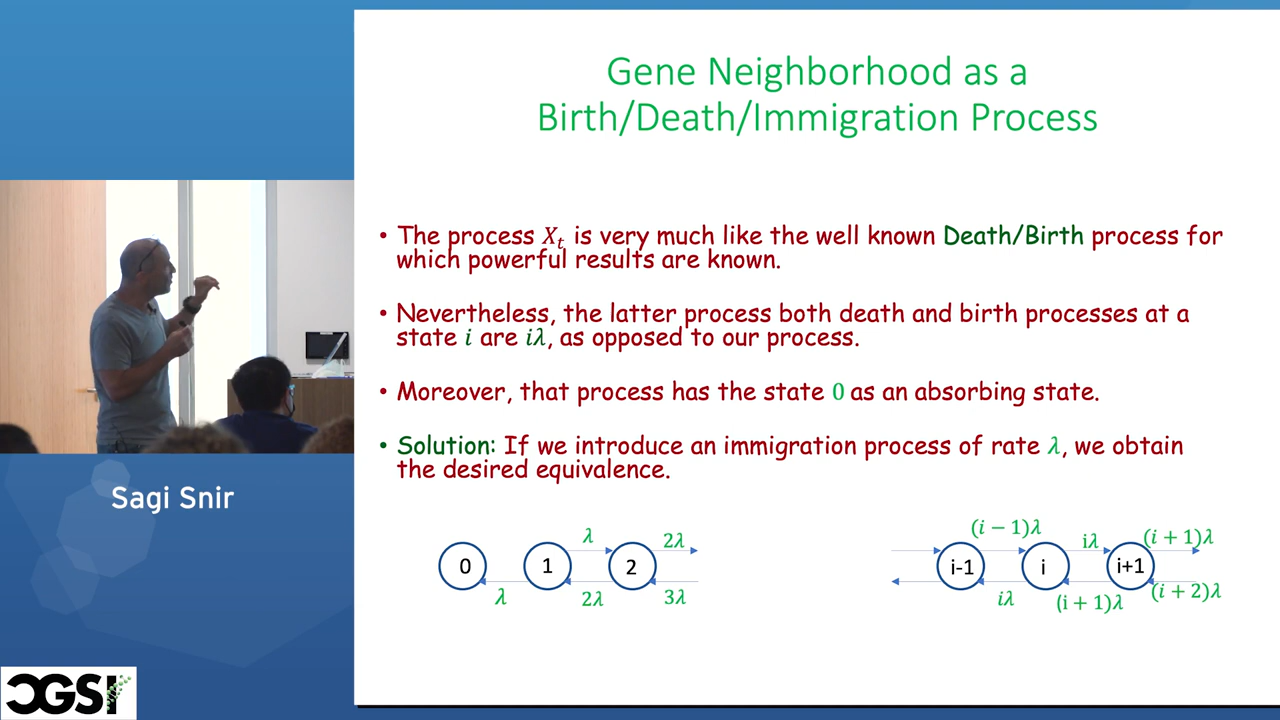 Gene Neighborhood as a
Birth/Death/Immigration Process
• The process X_t is very much like the well known Death/Birth process for
which powerful results are known.
• Nevertheless, the latter process both death and birth processes at a
state i are iλ, as opposed to our process.
• Moreover, that process has the state 0 as an absorbing state.
• Solution: If we introduce an immigration process of rate λ, we obtain
the desired equivalence.
λ 2λ
0 1 2
λ 2λ 3λ
(i − 1)λ iλ (i + 1)λ
i-1 i i+1
iλ (i + 1)λ (i + 2)λ
Sagi Snir
CGSI